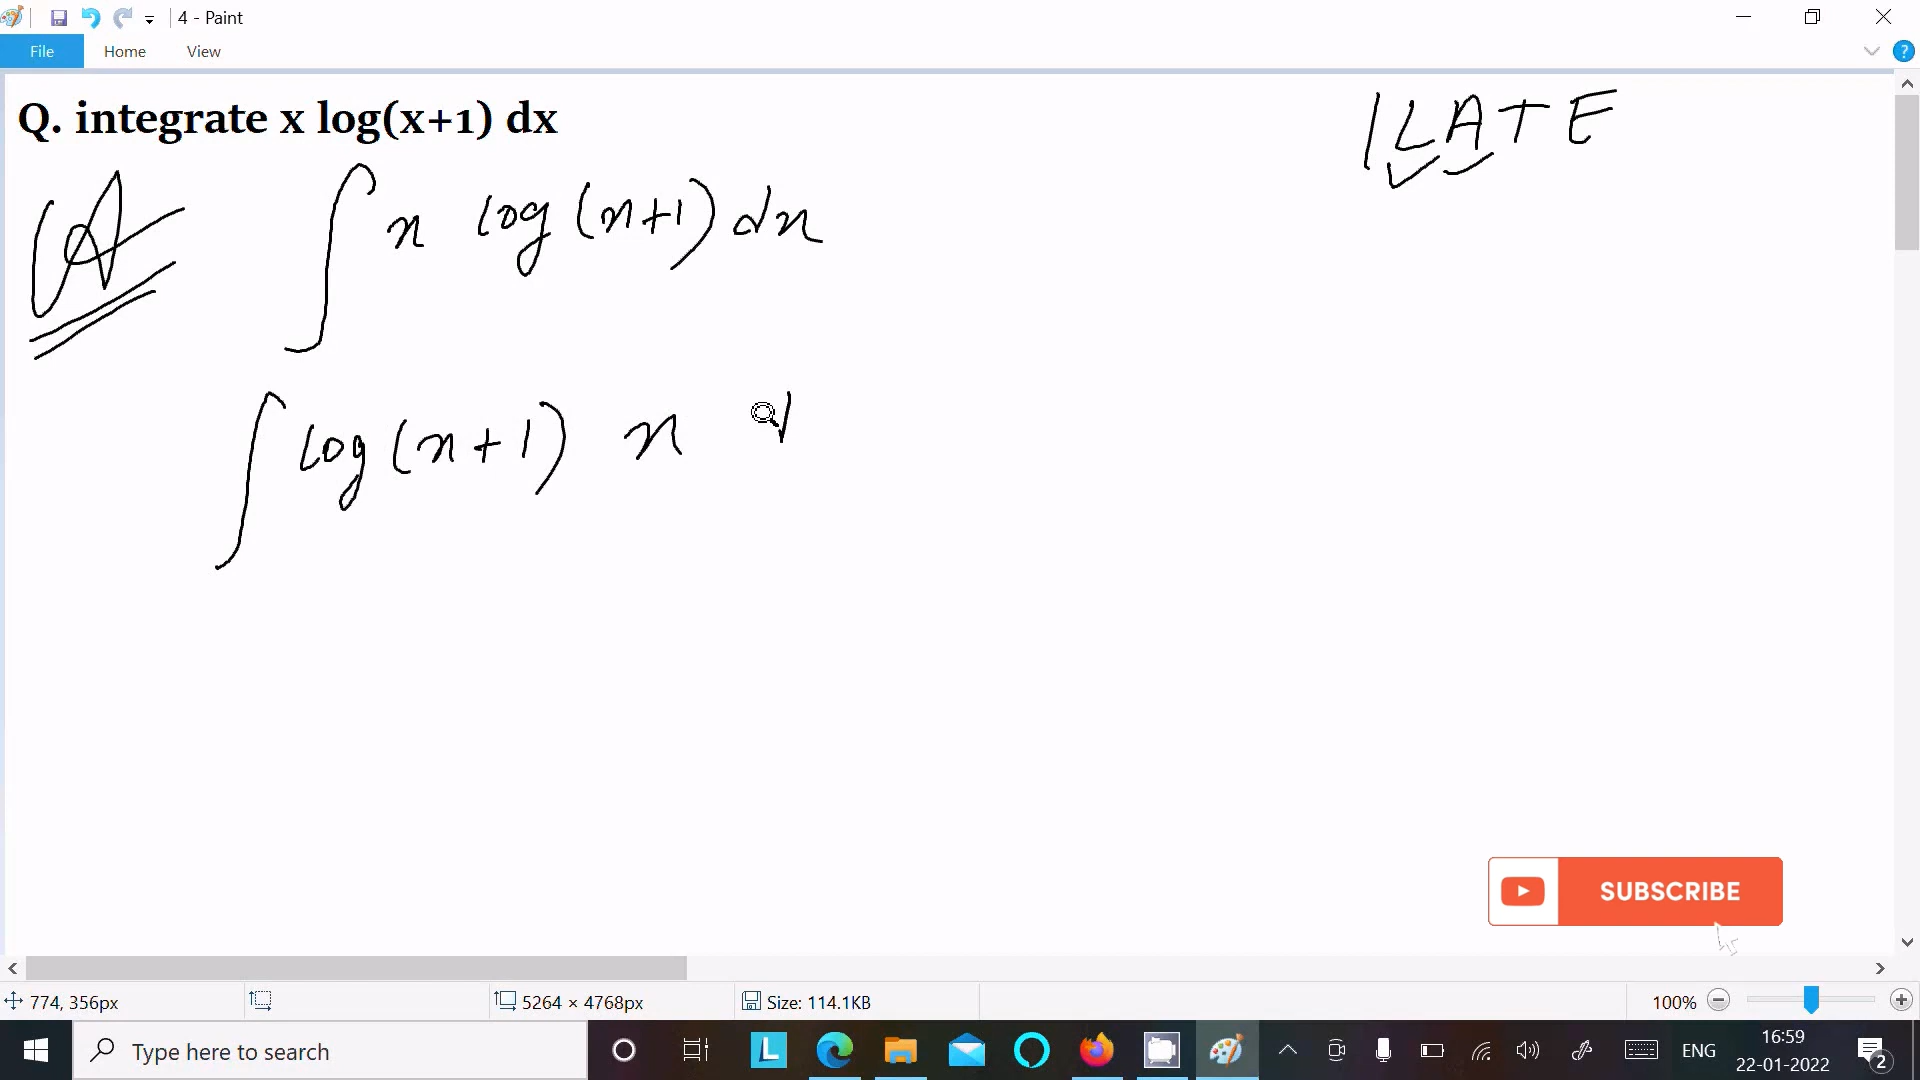 4 - Paint
File Home View
Q. integrate x log(x+1) dx
ILATE
A
∫ x log (x+1) dx
∫ log (x+1) x d
SUBSCRIBE
774, 356px 5264 × 4768px Size: 114.1KB 100%
Type here to search
L
ENG
16:59
22-01-2022
2